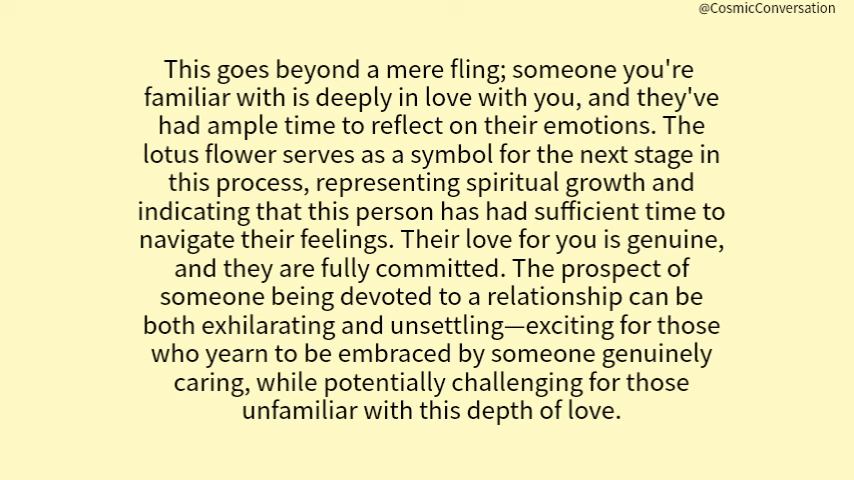 @CosmicConversation
This goes beyond a mere fling; someone you're
familiar with is deeply in love with you, and they've
had ample time to reflect on their emotions. The
lotus flower serves as a symbol for the next stage in
this process, representing spiritual growth and
indicating that this person has had sufficient time to
navigate their feelings. Their love for you is genuine,
and they are fully committed. The prospect of
someone being devoted to a relationship can be
both exhilarating and unsettling—exciting for those
who yearn to be embraced by someone genuinely
caring, while potentially challenging for those
unfamiliar with this depth of love.